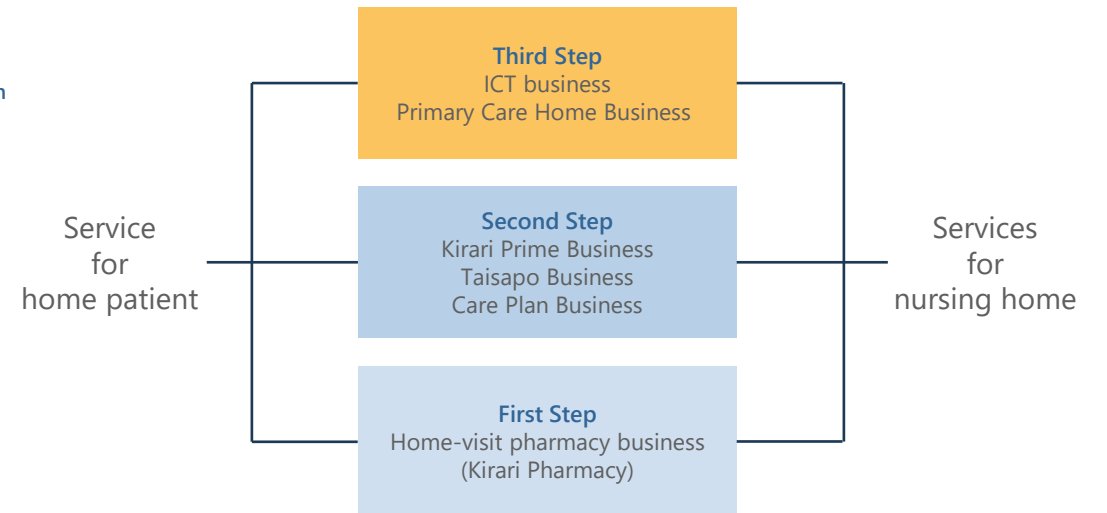 Third Step
ICT business
Primary Care Home Business
Service
for
home patient
Second Step
Kirari Prime Business
Taisapo Business
Care Plan Business
Services
for
nursing home
First Step
Home-visit pharmacy business
(Kirari Pharmacy)